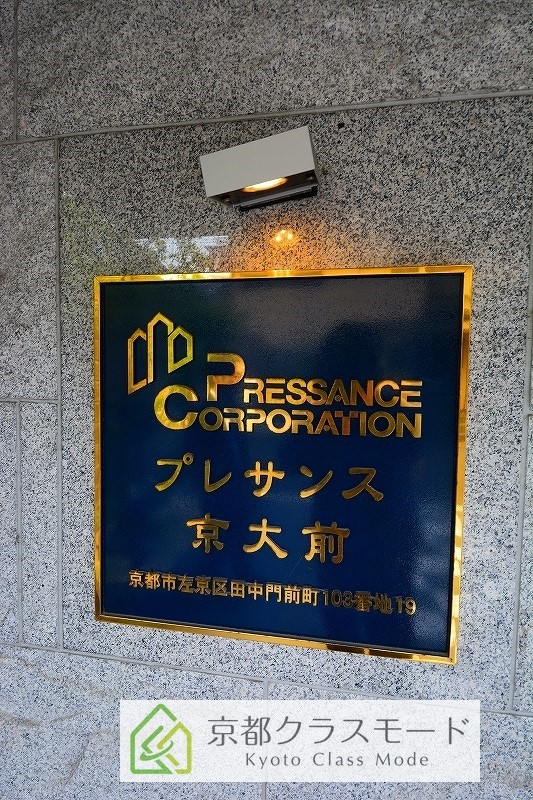 PRESSANCE
CORPORATION
プレサンス
京大前
京都市左京区田中門前町103番地19
京都クラスモード
Kyoto Class Mode